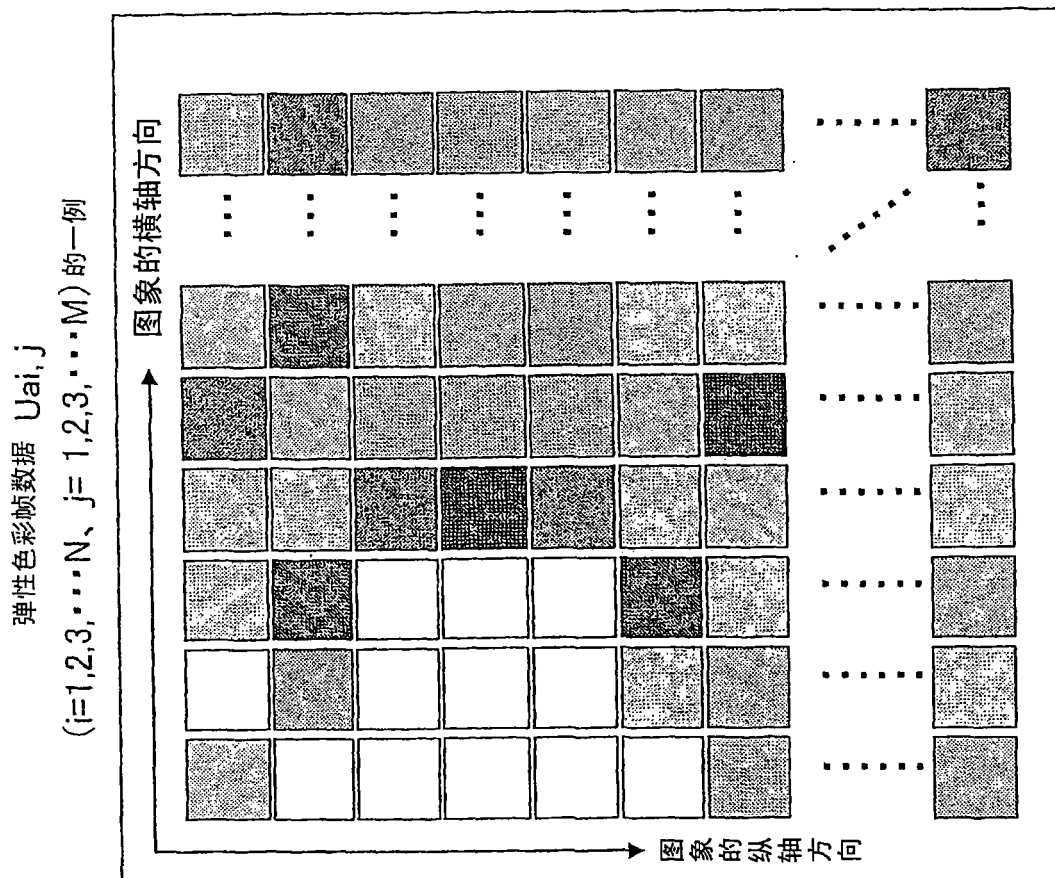 弹性色彩帧数据 Uai, j
(i=1,2,3,･･･N、j= 1,2,3,･･･M)的一例
图象的横轴方向
图象的纵轴方向